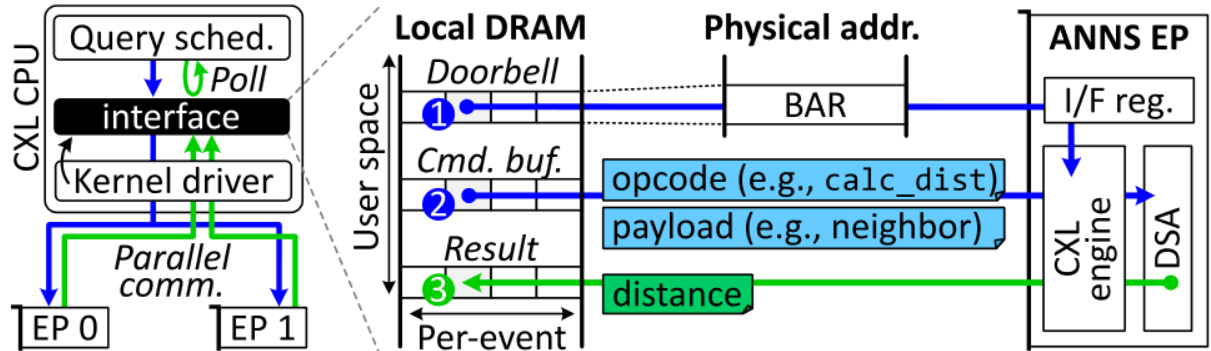 CXL CPU
Query sched.
Poll
interface
Kernel driver
Parallel
comm.
EP 0
EP 1
Local DRAM
Physical addr.
ANNS EP
User space
Doorbell
1
BAR
I/F reg.
Cmd. buf.
2
opcode (e.g., calc_dist)
payload (e.g., neighbor)
CXL
engine
DSA
Result
3
distance
Per-event